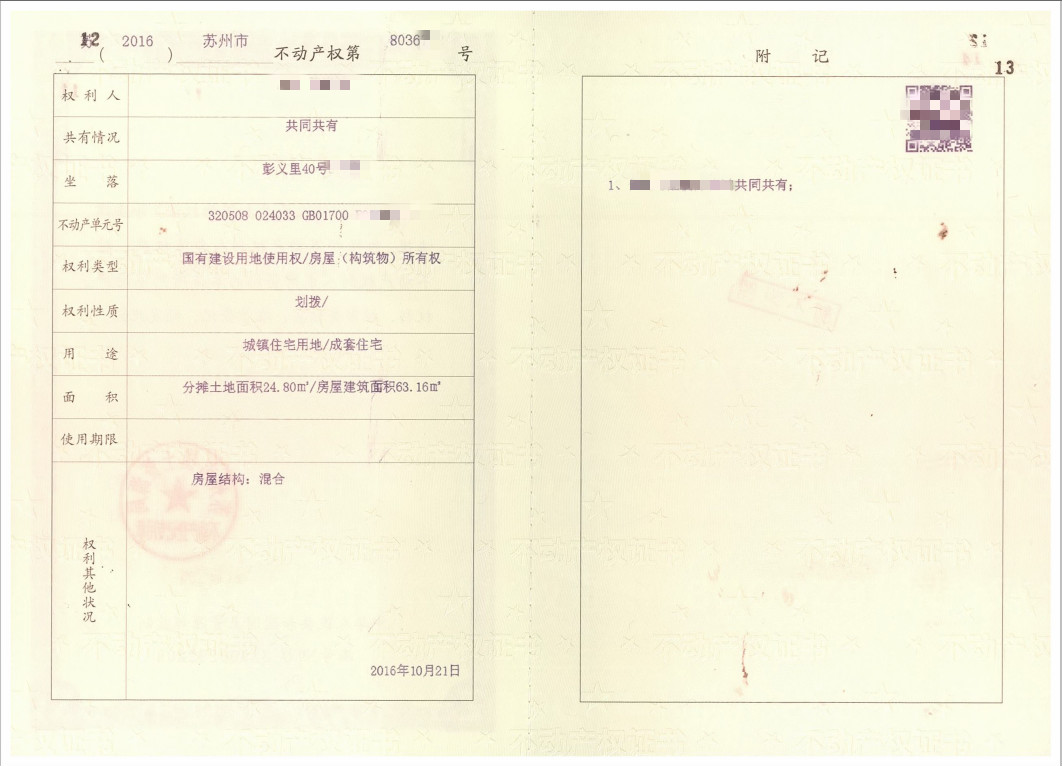 12
(2016)苏州市不动产权第8036号
权利人
共有情况 共同共有
坐落 彭义里40号
不动产单元号 320508 024033 GB01700
权利类型 国有建设用地使用权/房屋（构筑物）所有权
权利性质 划拨/
用途 城镇住宅用地/成套住宅
面积 分摊土地面积24.80㎡/房屋建筑面积63.16㎡
使用期限
权利其他状况
房屋结构：混合
2016年10月21日
附记
13
1、共同共有；